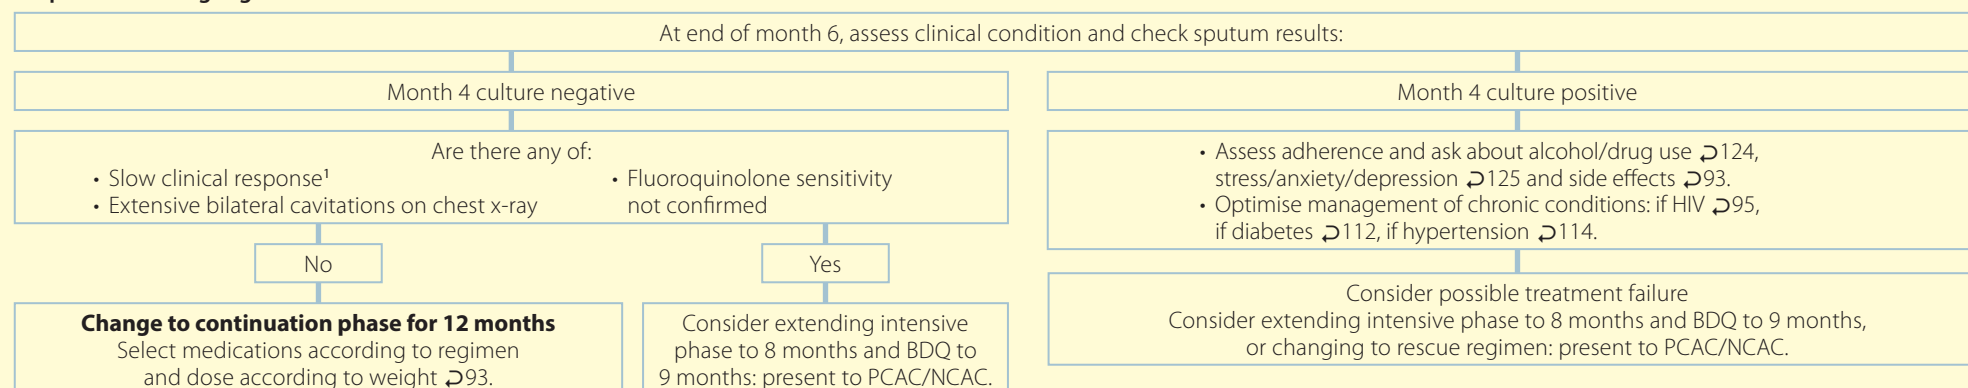 At end of month 6, assess clinical condition and check sputum results:
Month 4 culture negative
Are there any of:
• Slow clinical response¹
• Extensive bilateral cavitations on chest x-ray
• Fluoroquinolone sensitivity
not confirmed
No
Change to continuation phase for 12 months
Select medications according to regimen
and dose according to weight ⊋93.
Yes
Consider extending intensive
phase to 8 months and BDQ to
9 months: present to PCAC/NCAC.
Month 4 culture positive
• Assess adherence and ask about alcohol/drug use ⊋124,
stress/anxiety/depression ⊋125 and side effects ⊋93.
• Optimise management of chronic conditions: if HIV ⊋95,
if diabetes ⊋112, if hypertension ⊋114.
Consider possible treatment failure
Consider extending intensive phase to 8 months and BDQ to 9 months,
or changing to rescue regimen: present to PCAC/NCAC.